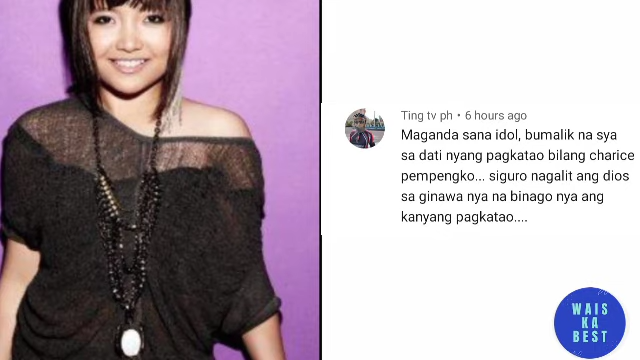 Ting tv ph • 6 hours ago
Maganda sana idol, bumalik na sya
sa dati nyang pagkatao bilang charice
pempengko... siguro nagalit ang dios
sa ginawa nya na binago nya ang
kanyang pagkatao....
WAIS
KA
BEST